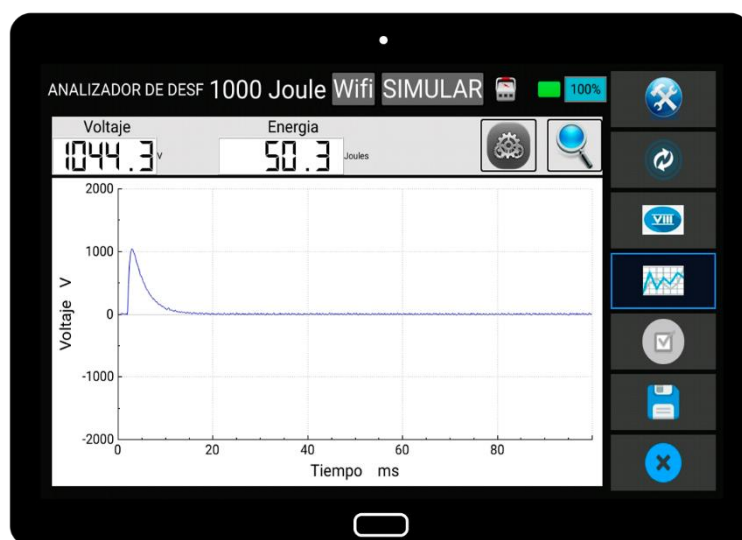 ANALIZADOR DE DESF 1000 Joule Wifi SIMULAR 100%
Voltaje Energia
1044.3 V 50.3 Joules
VIII
2000
1000
0
-1000
-2000
Voltaje V
0 20 40 60 80
Tiempo ms